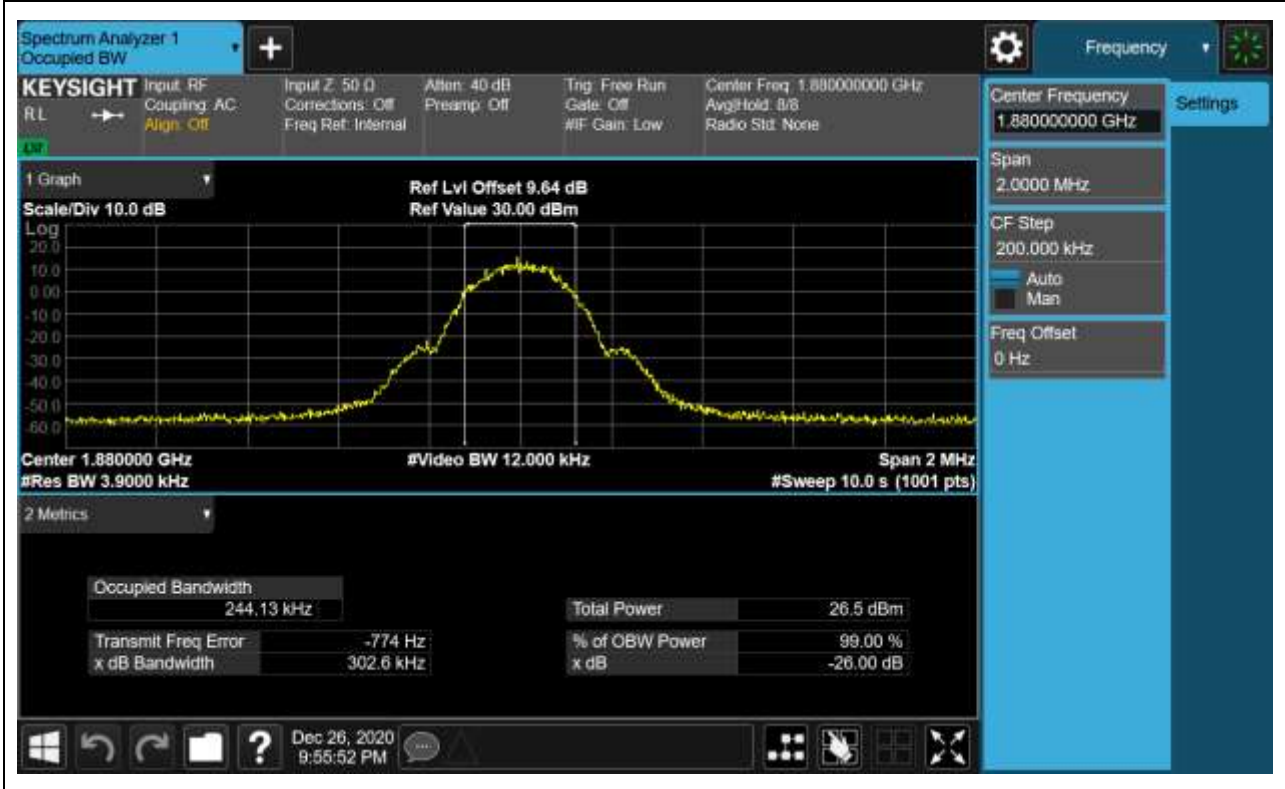 Spectrum Analyzer 1
Occupied BW
Frequency
KEYSIGHT
R L
Input: RF
Coupling: AC
Align: Off
Input Z: 50 Ω
Corrections: Off
Freq Ref: Internal
Atten: 40 dB
Preamp: Off
Trig: Free Run
Gate: Off
#IF Gain: Low
Center Freq: 1.880000000 GHz
Avg|Hold: 8/8
Radio Std: None
Center Frequency
1.880000000 GHz
Settings
Span
2.0000 MHz
CF Step
200.000 kHz
Auto
Man
Freq Offset
0 Hz
1 Graph
Scale/Div 10.0 dB
Ref Lvl Offset 9.64 dB
Ref Value 30.00 dBm
Log
20.0
10.0
0.00
-10.0
-20.0
-30.0
-40.0
-50.0
-60.0
Center 1.880000 GHz
#Video BW 12.000 kHz
Span 2 MHz
#Res BW 3.9000 kHz
#Sweep 10.0 s (1001 pts)
2 Metrics
Occupied Bandwidth
244.13 kHz
Total Power 26.5 dBm
Transmit Freq Error -774 Hz
% of OBW Power 99.00 %
x dB Bandwidth 302.6 kHz
x dB -26.00 dB
?
Dec 26, 2020
9:55:52 PM